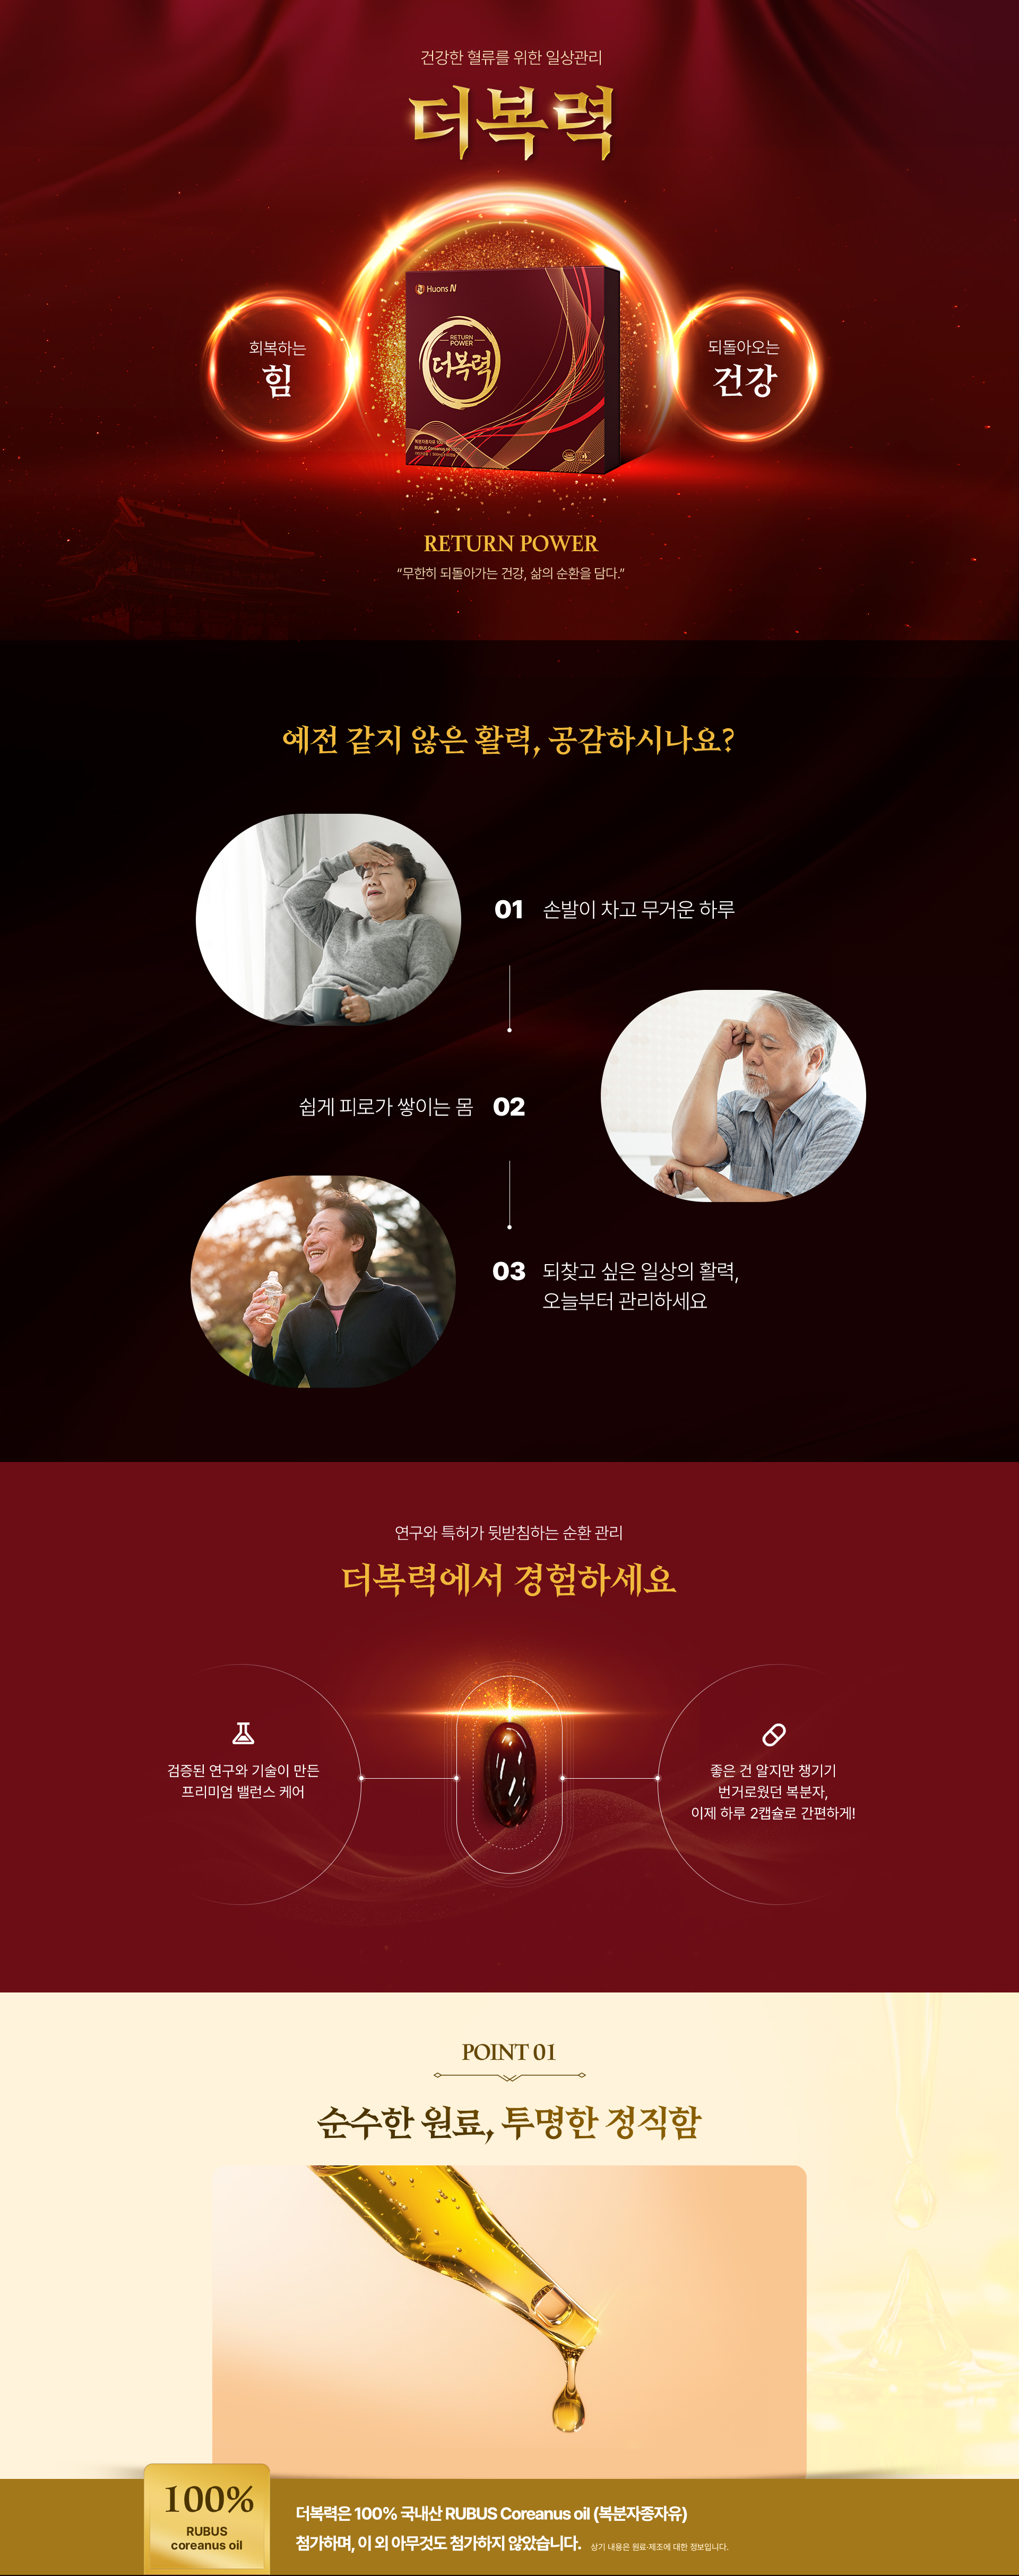 건강한 혈류를 위한 일상관리
더복력
Huons N
RETURN
POWER
더복력
회복하는
힘
되돌아오는
건강
RUBUS Coreanus oil
RETURN POWER
“무한히 되돌아가는 건강, 삶의 순환을 담다.”
예전 같지 않은 활력, 공감하시나요?
01 손발이 차고 무거운 하루
쉽게 피로가 쌓이는 몸 02
03 되찾고 싶은 일상의 활력,
오늘부터 관리하세요
연구와 특허가 뒷받침하는 순환 관리
더복력에서 경험하세요
검증된 연구와 기술이 만든
프리미엄 밸런스 케어
좋은 건 알지만 챙기기
번거로웠던 복분자,
이제 하루 2캡슐로 간편하게!
POINT 01
순수한 원료, 투명한 정직함
100%
RUBUS
coreanus oil
더복력은 100% 국내산 RUBUS Coreanus oil (복분자종자유)
첨가하며, 이 외 아무것도 첨가하지 않았습니다. 상기 내용은 원료·제조에 대한 정보입니다.